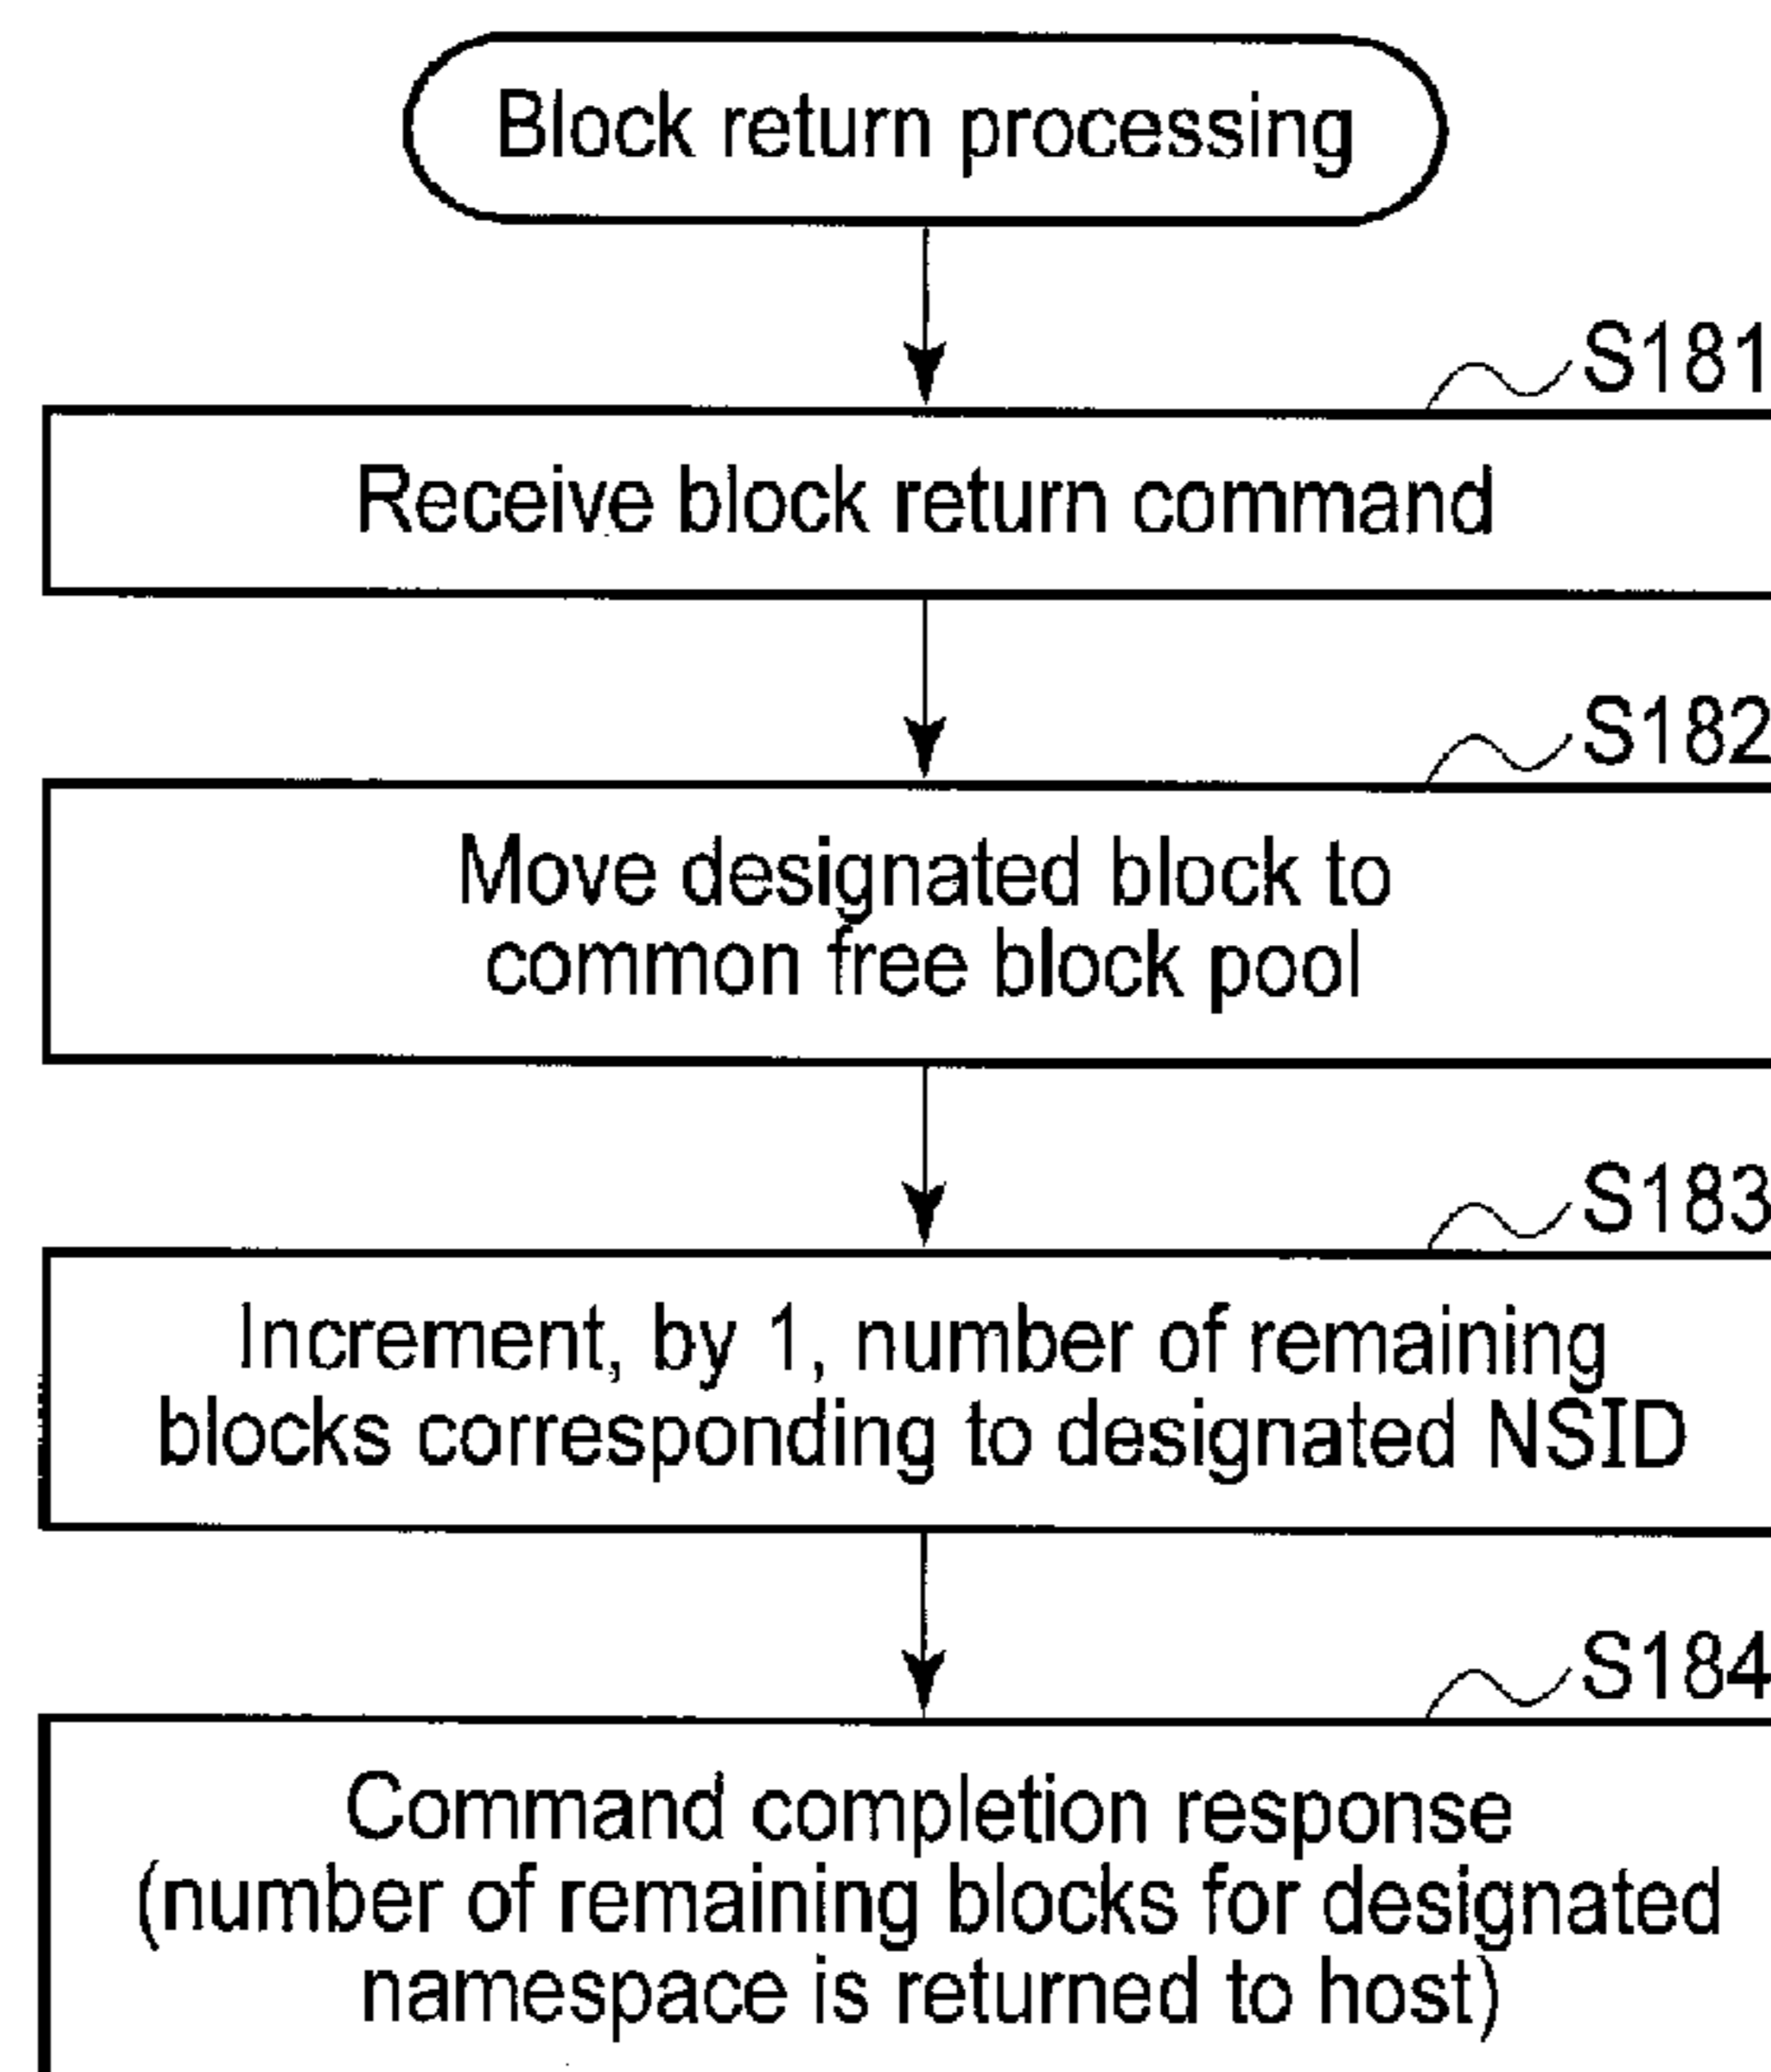 Block return processing
S181
Receive block return command
S182
Move designated block to
common free block pool
S183
Increment, by 1, number of remaining
blocks corresponding to designated NSID
S184
Command completion response
(number of remaining blocks for designated
namespace is returned to host)